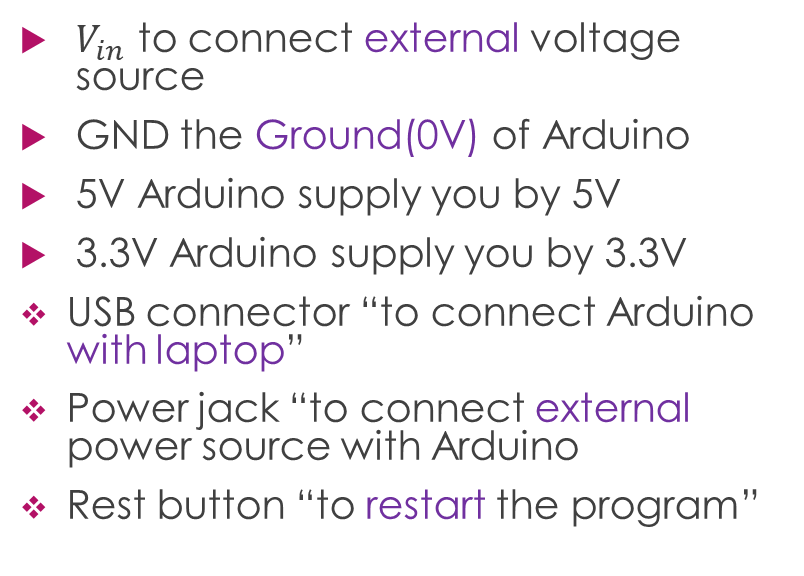 V_in to connect external voltage
source
GND the Ground(0V) of Arduino
5V Arduino supply you by 5V
3.3V Arduino supply you by 3.3V
USB connector “to connect Arduino
with laptop”
Power jack “to connect external
power source with Arduino
Rest button “to restart the program”